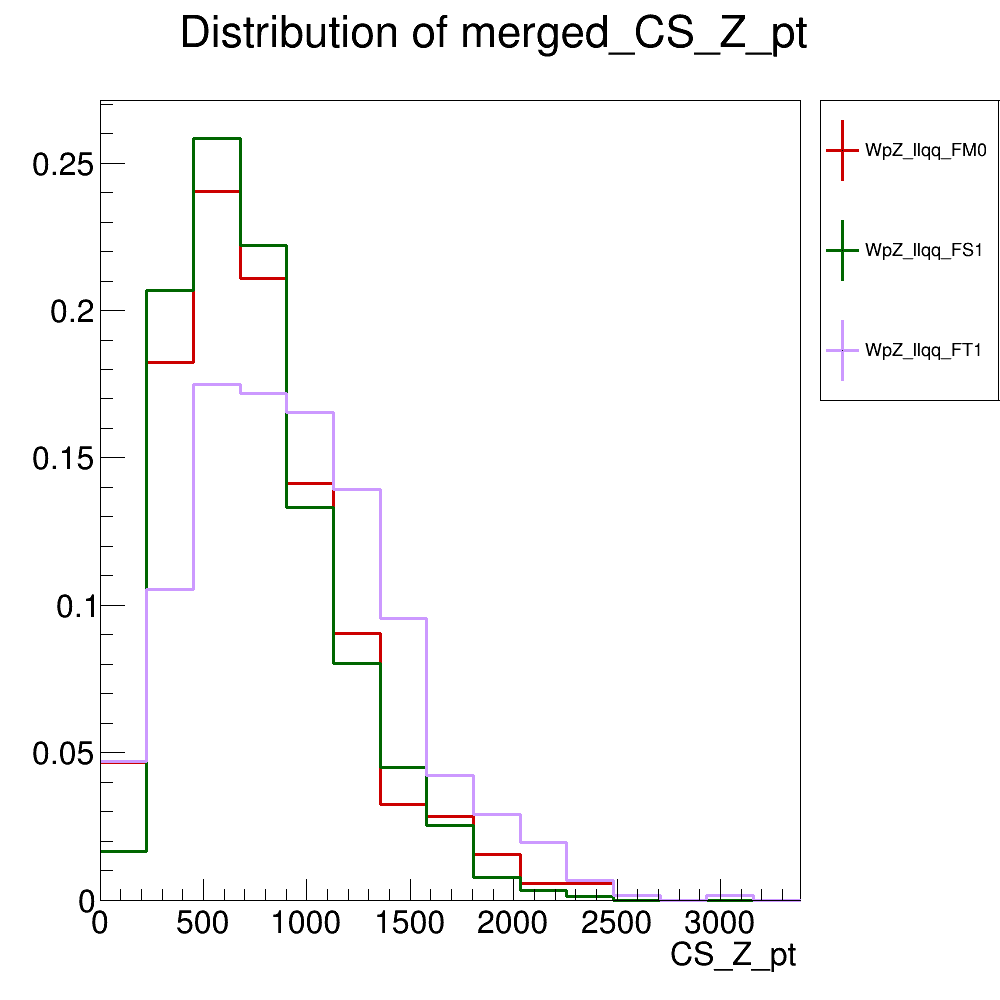 Distribution of merged_CS_Z_pt
WpZ_llqq_FM0
WpZ_llqq_FS1
WpZ_llqq_FT1
0.25
0.2
0.15
0.1
0.05
0
0 500 1000 1500 2000 2500 3000
CS_Z_pt